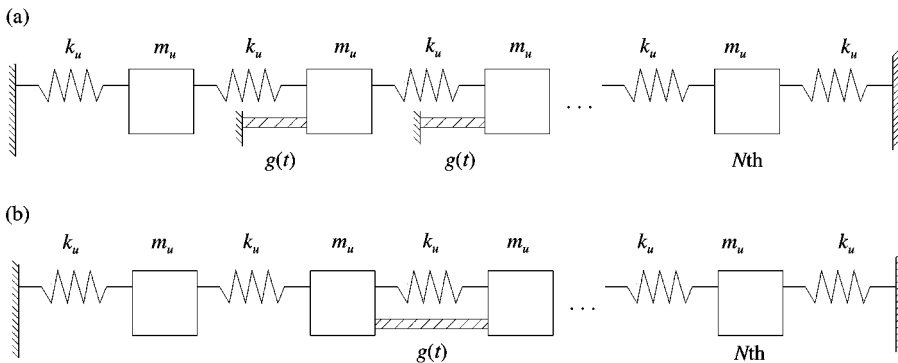 (a)
k_u m_u k_u m_u k_u m_u k_u m_u k_u
. . .
g(t) g(t) Nth
(b)
k_u m_u k_u m_u k_u m_u k_u m_u k_u
. . .
g(t) Nth